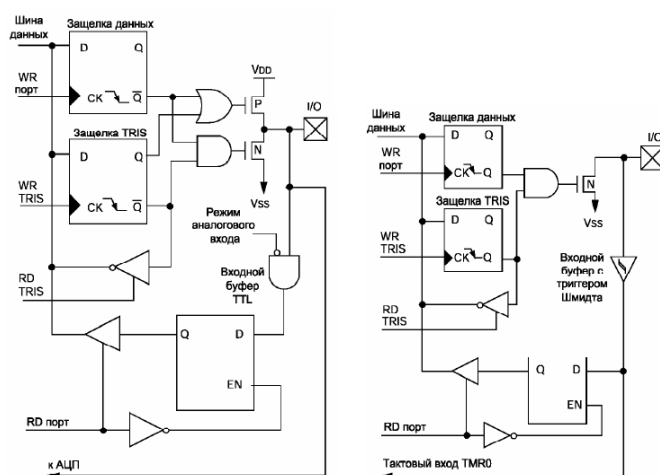 Шина
данных
Защелка данных
D
Q
WR
порт
CK
Q
Защелка TRIS
D
Q
WR
TRIS
CK
Q
RD
TRIS
VDD
P
I/O
N
VSS
Режим
аналогового
входа
Входной
буфер
TTL
Q
D
EN
RD порт
к АЦП
Шина
данных
Защелка данных
D
Q
WR
порт
CK
Q
Защелка TRIS
D
Q
WR
TRIS
CK
Q
RD
TRIS
I/O
N
VSS
Входной
буфер с
триггером
Шмидта
Q
D
EN
RD порт
Тактовый вход TMR0